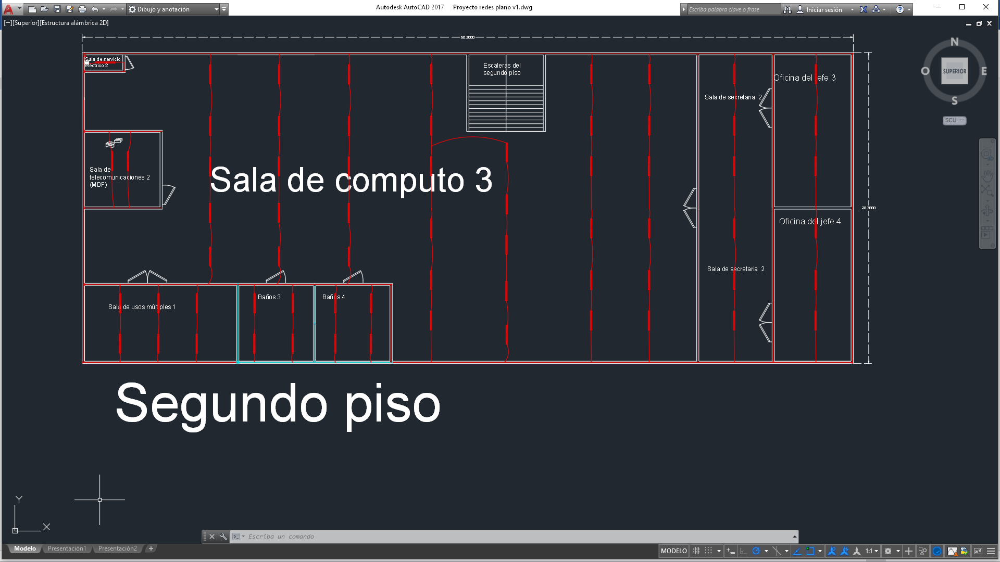 Dibujo y anotación
Autodesk AutoCAD 2017 Proyecto redes plano v1.dwg
Escriba palabra clave o frase
Iniciar sesión
[−][Superior][Estructura alámbrica 2D]
50.3000
N
O
SUPERIOR
E
S
SCU
Sala de servicio
electrico 2
Escaleras del
segundo piso
Oficina del jefe 3
Sala de secretaria 2
Sala de
telecomunicaciones 2
(MDF)
Sala de computo 3
20.3000
Oficina del jefe 4
Sala de secretaria 2
Baños 3
Baños 4
Sala de usos múltiples 1
Segundo piso
Y
X
Escriba un comando
Modelo
Presentación1
Presentación2
+
MODELO
1:1